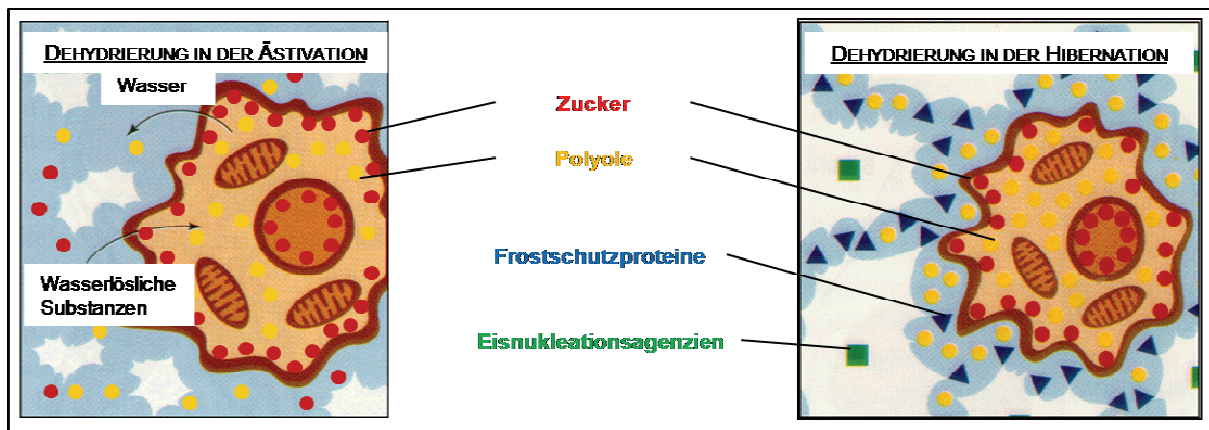 DEHYDRIERUNG IN DER ÄSTIVATION
Wasser
Wasserlösliche
Substanzen
Zucker
Polyole
Frostschutzproteine
Eisnukleationsagenzien
DEHYDRIERUNG IN DER HIBERNATION